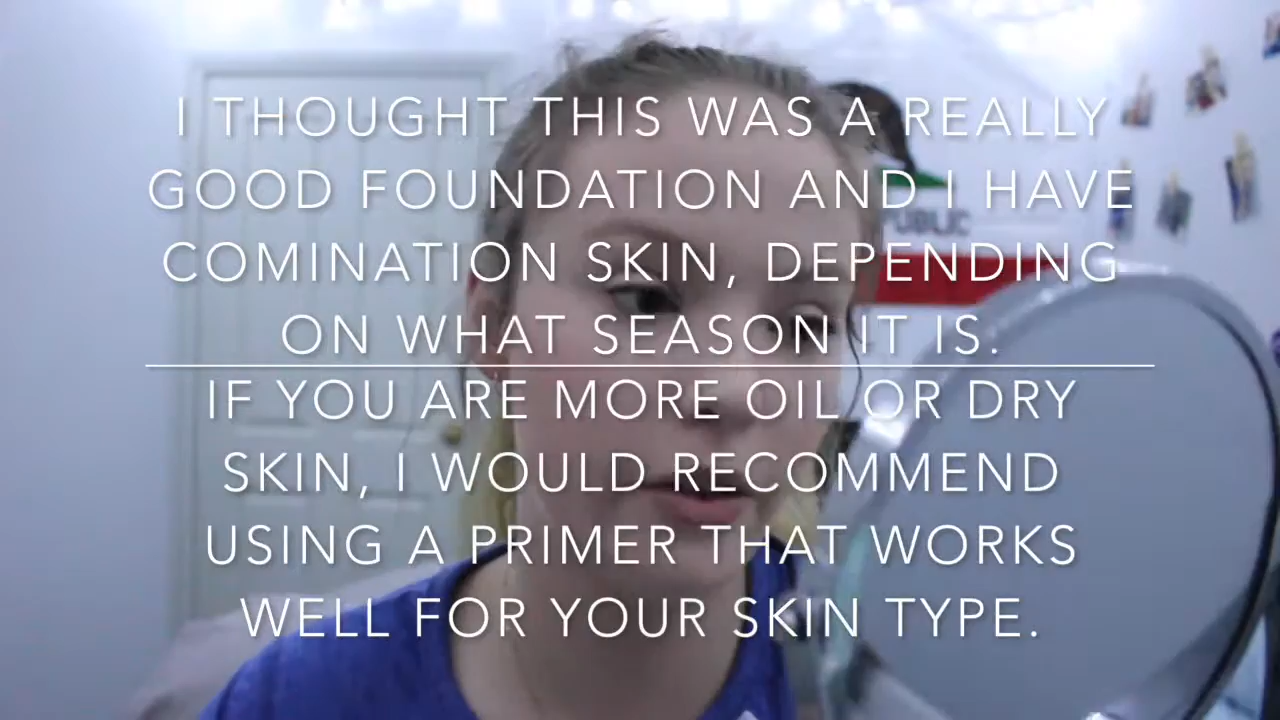 I THOUGHT THIS WAS A REALLY
GOOD FOUNDATION AND I HAVE
COMINATION SKIN, DEPENDING
ON WHAT SEASON IT IS.
IF YOU ARE MORE OIL OR DRY
SKIN, I WOULD RECOMMEND
USING A PRIMER THAT WORKS
WELL FOR YOUR SKIN TYPE.
PUBLIC